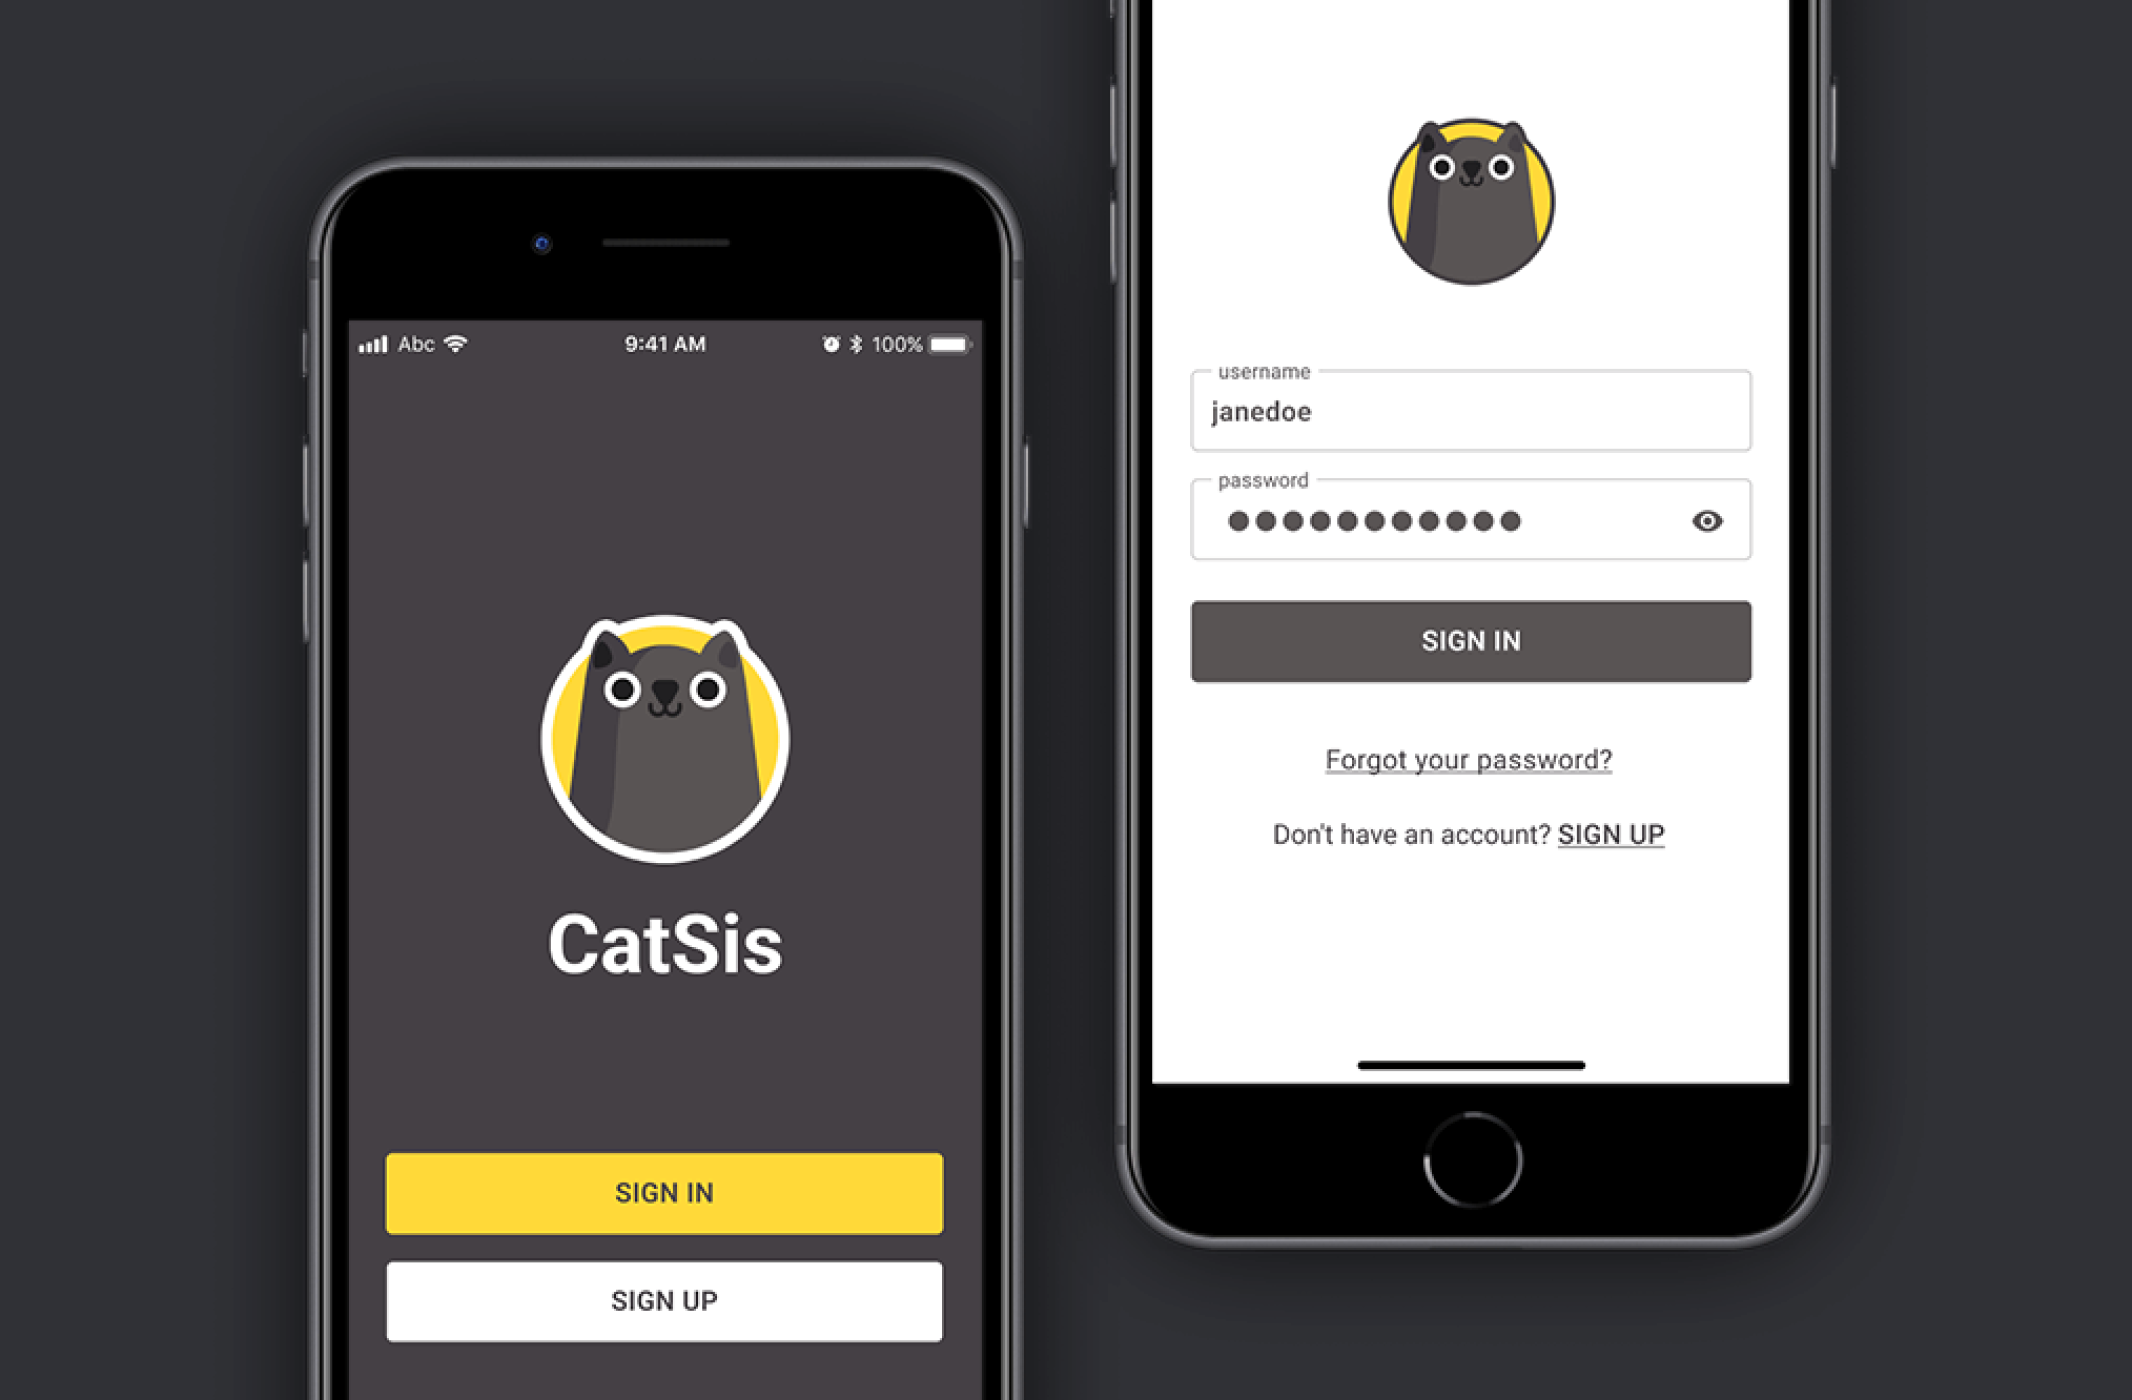 Abc
9:41 AM
100%
CatSis
SIGN IN
SIGN UP
username
janedoe
password
SIGN IN
Forgot your password?
Don't have an account? SIGN UP